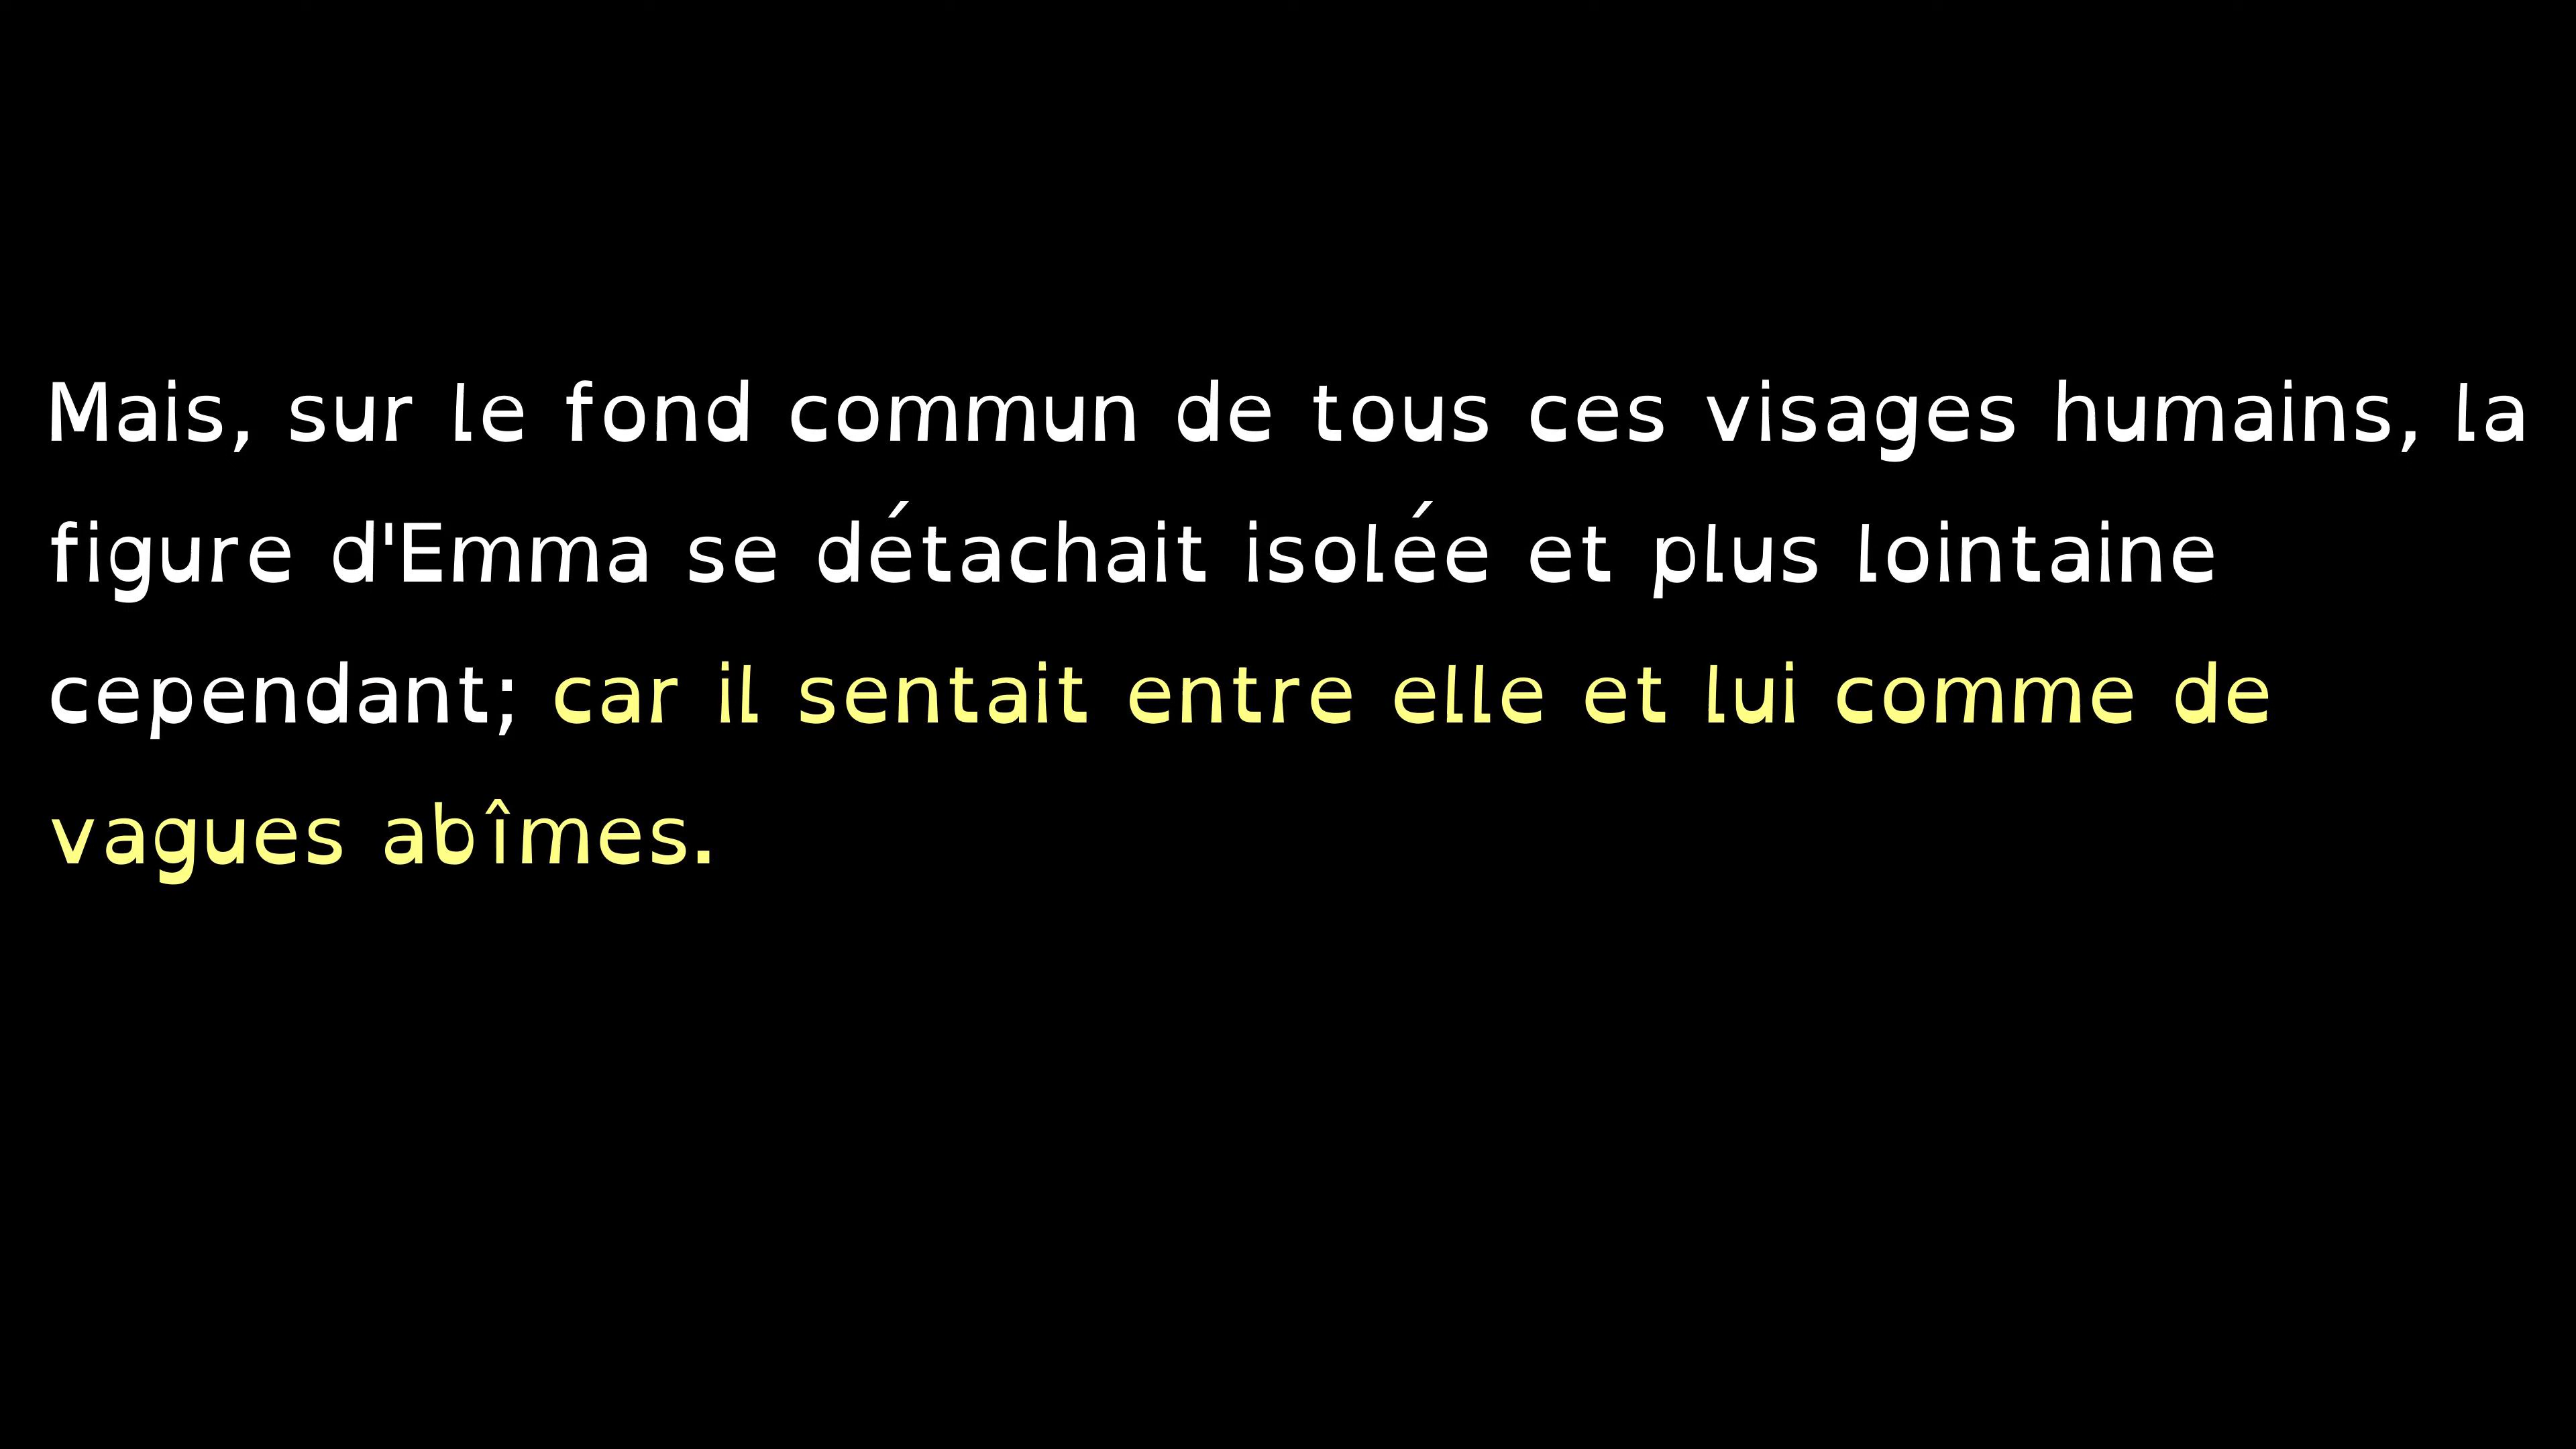 Mais, sur le fond commun de tous ces visages humains, la
figure d'Emma se détachait isolée et plus lointaine
cependant; car il sentait entre elle et lui comme de
vagues abîmes.